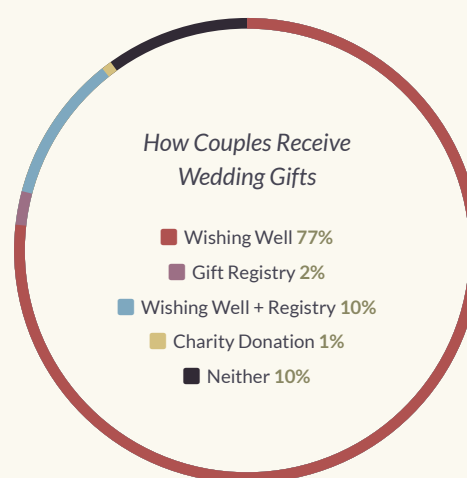 How Couples Receive
Wedding Gifts
Wishing Well 77%
Gift Registry 2%
Wishing Well + Registry 10%
Charity Donation 1%
Neither 10%